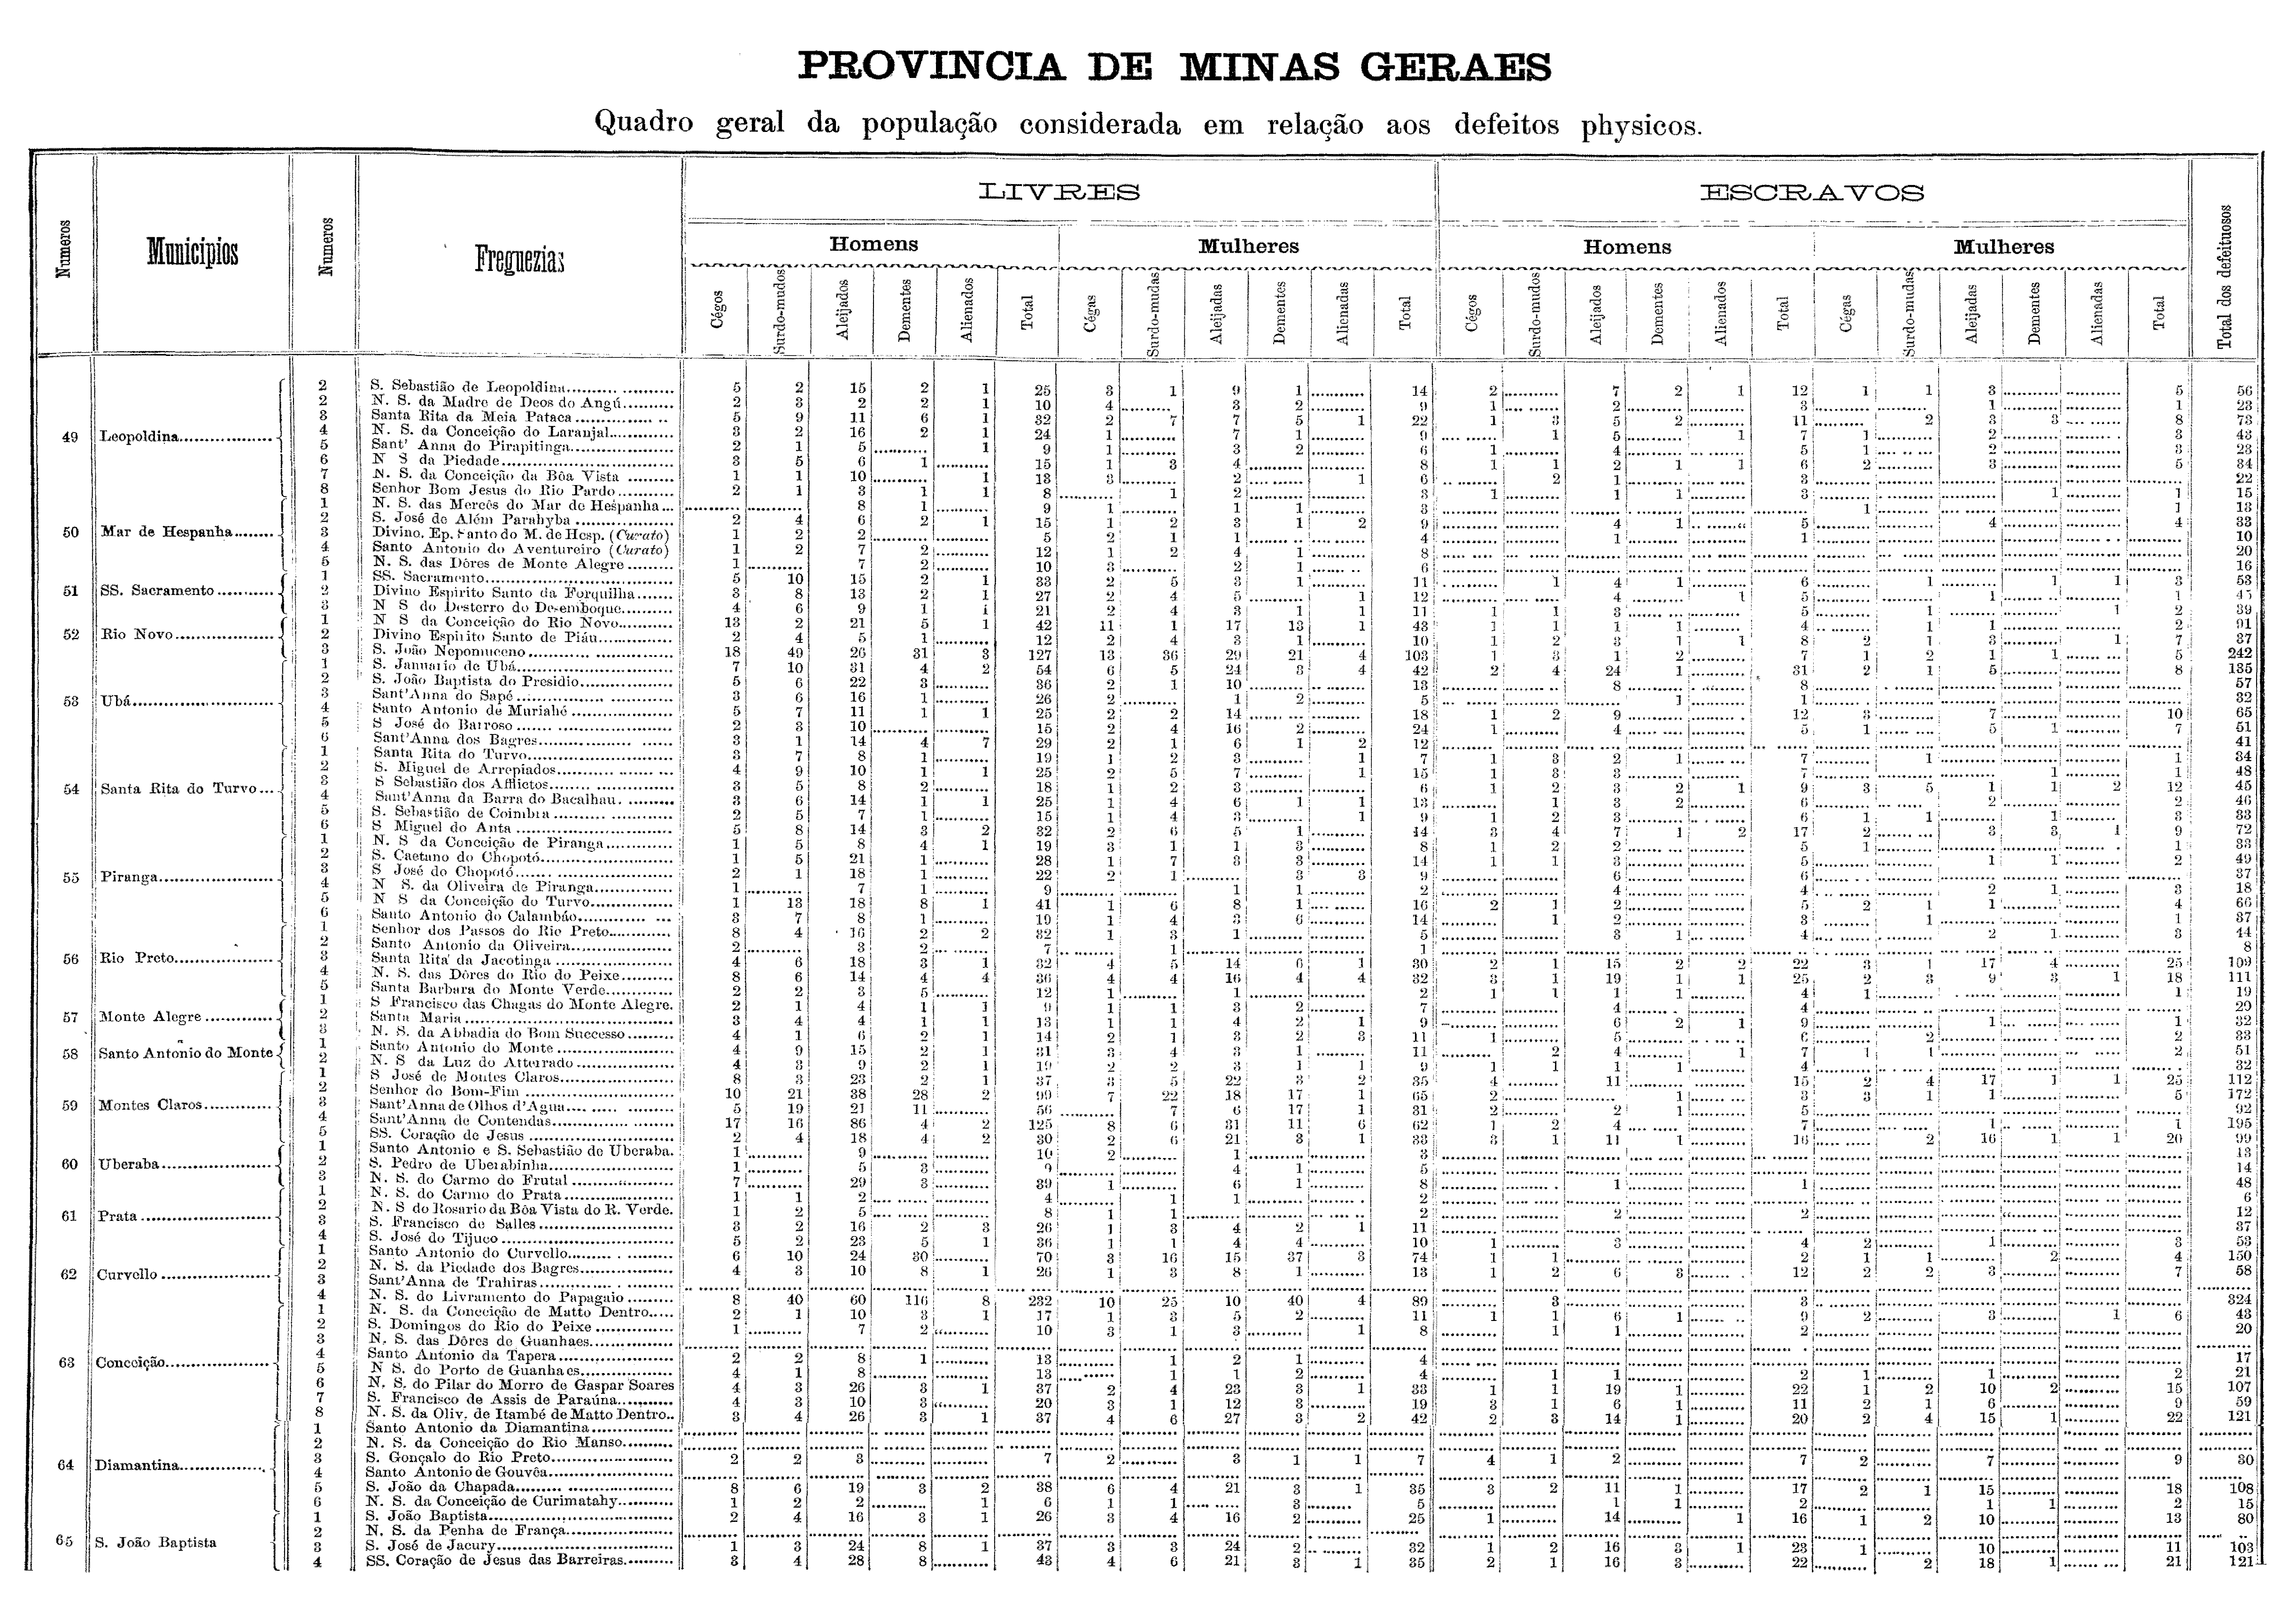 PROVINCIA DE MINAS GERAES
Quadro geral da população considerada em relação aos defeitos physicos.
Numeros Municipios Numeros Freguezias LIVRES ESCRAVOS Total dos defeituosos
Homens Mulheres Homens Mulheres
Cégos Surdo-mudos Aleijados Dementes Alienados Total Cégas Surdo-mudas Aleijadas Dementes Alienadas Total Cégos Surdo-mudos Aleijados Dementes Alienados Total Cégas Surdo-mudas Aleijadas Dementes Alienadas Total
2 S. Sebastião de Leopoldina 5 2 15 2 1 25 3 1 9 1 14 2 7 2 1 12 1 1 3 5 56
2 N. S. da Madre de Deos do Angú 2 3 2 2 1 10 4 3 2 9 1 2 3 1 1 23
3 Santa Rita da Meia Pataca 5 9 11 6 1 32 2 7 7 5 1 22 1 3 5 2 11 2 3 3 8 73
49 Leopoldina 4 N. S. da Conceição do Laranjal 3 2 16 2 1 24 1 7 1 9 1 5 1 7 1 2 3 43
5 Sant' Anna do Pirapitinga 2 1 5 1 9 1 3 2 6 1 4 5 1 2 3 23
6 N S da Piedade 3 5 6 1 15 1 3 4 8 1 1 2 1 1 6 2 3 5 34
7 N. S. da Conceição da Bôa Vista 1 1 10 1 13 3 2 1 6 2 1 3 22
8 Senhor Bom Jesus do Rio Pardo 2 1 3 1 1 8 1 2 3 1 1 1 3 1 1 15
1 N. S. das Mercês do Mar de Hespanha 8 1 9 1 1 1 3 1 1 13
2 S. José de Além Parahyba 2 4 6 2 1 15 1 2 3 1 2 9 4 1 5 4 4 33
50 Mar de Hespanha 3 Divino. Ep. Santo do M. de Hesp. (Curato) 1 2 2 5 2 1 1 4 1 1 10
4 Santo Antonio do Aventureiro (Curato) 1 2 7 2 12 1 2 4 1 8 20
5 N. S. das Dôres de Monte Alegre 1 7 2 10 3 2 1 6 16
1 SS. Sacramento 5 10 15 2 1 33 2 5 3 1 11 1 4 1 6 1 1 1 3 53
51 SS. Sacramento 2 Divino Espirito Santo da Forquilha 3 8 13 2 1 27 2 4 5 1 12 4 1 5 1 1 45
3 N S do Desterro do Desemboque 4 6 9 1 1 21 2 4 3 1 1 11 1 1 3 5 1 1 2 39
1 N S da Conceição do Rio Novo 13 2 21 5 1 42 11 1 17 13 1 43 1 1 1 1 4 1 1 2 91
52 Rio Novo 2 Divino Espirito Santo de Piáu 2 4 5 1 12 2 4 3 1 10 1 2 3 1 1 8 2 1 3 1 7 37
3 S. João Nepomuceno 18 49 26 31 3 127 13 36 29 21 4 103 1 3 1 2 7 1 2 1 1 5 242
1 S. Januario de Ubá 7 10 31 4 2 54 6 5 24 3 4 42 2 4 24 1 31 2 1 5 8 135
2 S. João Baptista do Presidio 5 6 22 3 36 2 1 10 13 8 8 57
3 Sant'Anna do Sapé 3 6 16 1 26 2 1 2 5 1 1 32
53 Ubá 4 Santo Antonio de Muriahé 5 7 11 1 1 25 2 2 14 18 1 2 9 12 3 7 10 65
5 S José do Barroso 2 3 10 15 2 4 16 2 24 1 4 5 1 5 1 7 51
6 Sant'Anna dos Bagres 3 1 14 4 7 29 2 1 6 1 2 12 41
1 Santa Rita do Turvo 3 7 8 1 19 1 2 3 1 7 1 3 2 1 7 1 1 34
2 S. Miguel de Arrepiados 4 9 10 1 1 25 2 5 7 1 15 1 3 3 7 1 1 48
54 Santa Rita do Turvo 3 S Sebastião dos Afflictos 3 5 8 2 18 1 2 3 6 1 2 3 2 1 9 3 5 1 1 2 12 45
4 Sant'Anna da Barra do Bacalhau. 3 6 14 1 1 25 1 4 6 1 1 13 1 3 2 6 2 2 46
5 S. Sebastião de Coimbra 2 5 7 1 15 1 4 3 1 9 1 2 3 6 1 1 1 3 33
6 S Miguel do Anta 5 8 14 3 2 32 2 6 5 1 14 3 4 7 1 2 17 2 3 3 1 9 72
1 N. S da Conceição de Piranga 1 5 8 4 1 19 3 1 1 3 8 1 2 2 5 1 1 33
2 S. Caetano do Chopotó 1 5 21 1 28 1 7 3 3 14 1 1 3 5 1 1 2 49
55 Piranga 3 S José do Chopotó 2 1 18 1 22 2 1 3 3 9 6 6 37
4 N S. da Oliveira de Piranga 1 7 1 9 1 1 2 4 4 2 1 3 18
5 N S da Conceição do Turvo 1 13 18 8 1 41 1 6 8 1 16 2 1 2 5 2 1 1 4 66
6 Santo Antonio do Calambáo 3 7 8 1 19 1 4 3 6 14 1 2 3 1 1 37
1 Senhor dos Passos do Rio Preto 8 4 16 2 2 32 1 3 1 5 3 1 4 2 1 3 44
2 Santo Antonio da Oliveira 2 3 2 7 1 1 8
56 Rio Preto 3 Santa Rita da Jacotinga 4 6 18 3 1 32 4 5 14 6 1 30 2 1 15 2 2 22 3 1 17 4 25 109
4 N. S. das Dôres do Rio do Peixe 8 6 14 4 4 36 4 4 16 4 4 32 3 1 19 1 1 25 2 3 9 3 1 18 111
5 Santa Barbara do Monte Verde 2 2 3 5 12 1 1 2 1 1 1 1 4 1 1 19
1 S Francisco das Chagas do Monte Alegre. 2 1 4 1 1 9 1 1 3 2 7 4 4 29
57 Monte Alegre 2 Santa Maria 3 4 4 1 1 13 1 1 4 2 1 9 6 2 1 9 1 1 32
3 N. S. da Abbadia do Bom Successo 4 1 6 2 1 14 2 1 3 2 3 11 1 5 6 2 2 33
58 Santo Antonio do Monte 1 Santo Antonio do Monte 4 9 15 2 1 31 3 4 3 1 11 2 4 1 7 1 1 2 51
2 N. S da Luz do Atterrado 4 3 9 2 1 19 2 2 3 1 1 9 1 1 1 1 4 32
1 S José de Montes Claros 8 3 23 2 1 37 3 5 22 3 2 35 4 11 15 2 4 17 1 1 25 112
2 Senhor do Bom-Fim 10 21 38 28 2 99 7 22 18 17 1 65 2 1 3 3 1 1 5 172
59 Montes Claros 3 Sant'Anna de Olhos d'Agua 5 19 21 11 56 7 6 17 1 31 2 2 1 5 92
4 Sant'Anna de Contendas 17 16 86 4 2 125 8 6 31 11 6 62 1 2 4 7 1 1 195
5 SS. Coração de Jesus 2 4 18 4 2 30 2 6 21 3 1 33 3 1 11 1 16 2 16 1 1 20 99
1 Santo Antonio e S. Sebastião de Uberaba. 1 9 10 2 1 3 13
60 Uberaba 2 S. Pedro de Uberabinha 1 5 3 9 4 1 5 14
3 N. S. do Carmo do Frutal 7 29 3 39 1 6 1 8 1 1 48
1 N. S. do Carmo do Prata 1 1 2 4 1 1 2 6
61 Prata 2 N. S do Rosario da Bôa Vista do R. Verde. 1 2 5 8 1 1 2 2 2 12
3 S. Francisco de Salles 3 2 16 2 3 26 1 3 4 2 1 11 37
4 S. José do Tijuco 5 2 23 5 1 36 1 1 4 4 10 1 3 4 2 1 3 53
1 Santo Antonio do Curvello 6 10 24 30 70 3 16 15 37 3 74 1 1 2 1 1 2 4 150
62 Curvello 2 N. S. da Piedade dos Bagres 4 3 10 8 1 26 1 3 8 1 13 1 2 6 3 12 2 2 3 7 58
3 Sant'Anna de Trahiras
4 N. S. do Livramento do Papagaio 8 40 60 116 8 232 10 25 10 40 4 89 3 3 324
1 N. S. da Conceição de Matto Dentro 2 1 10 3 1 17 1 3 5 2 11 1 1 6 1 9 2 3 1 6 43
2 S. Domingos do Rio do Peixe 1 7 2 10 3 1 3 1 8 1 1 2 20
3 N. S. das Dôres de Guanhaes
63 Conceição 4 Santo Antonio da Tapera 2 2 8 1 13 1 2 1 4 17
5 N S. do Porto de Guanhaes 4 1 8 13 1 1 2 4 1 1 2 1 1 2 21
6 N. S. do Pilar do Morro de Gaspar Soares 4 3 26 3 1 37 2 4 23 3 1 33 1 1 19 1 22 1 2 10 2 15 107
7 S. Francisco de Assis de Paraúna 4 3 10 3 20 3 1 12 3 19 3 1 6 1 11 2 1 6 9 59
8 N. S. da Oliv. de Itambé de Matto Dentro 3 4 26 3 1 37 4 6 27 3 2 42 2 3 14 1 20 2 4 15 1 22 121
1 Santo Antonio da Diamantina
2 N. S. da Conceição do Rio Manso
64 Diamantina 3 S. Gonçalo do Rio Preto 2 2 3 7 2 3 1 1 7 4 1 2 7 2 7 9 30
4 Santo Antonio de Gouvêa
5 S. João da Chapada 8 6 19 3 2 38 6 4 21 3 1 35 3 2 11 1 17 2 1 15 18 108
6 N. S. da Conceição de Curimatahy 1 2 2 1 6 1 1 3 5 1 1 2 1 1 2 15
1 S. João Baptista 2 4 16 3 1 26 3 4 16 2 25 1 14 1 16 1 2 10 13 80
2 N. S. da Penha de França
65 S. João Baptista 3 S. José de Jacury 1 3 24 8 1 37 3 3 24 2 32 1 2 16 3 1 23 1 10 11 103
4 SS. Coração de Jesus das Barreiras 3 4 28 8 43 4 6 21 3 1 35 2 1 16 3 22 2 18 1 21 121